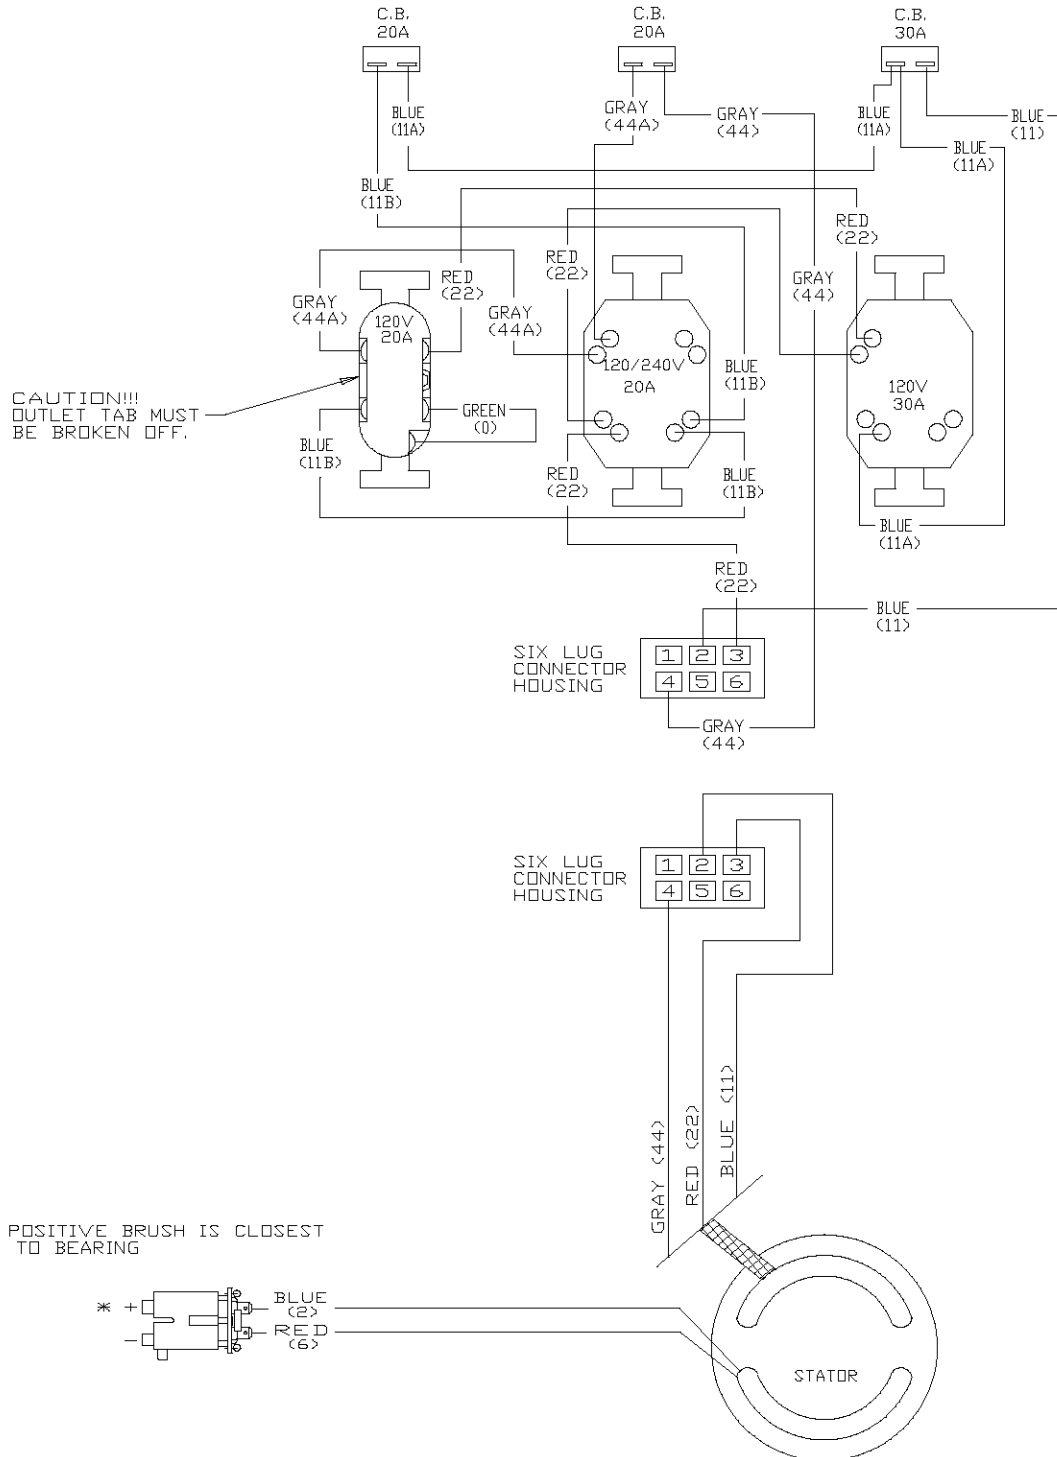 C.B.
20A
C.B.
20A
C.B.
30A
BLUE
(11A)
GRAY
(44A)
GRAY
(44)
BLUE
(11A)
BLUE
(11)
BLUE
(11A)
BLUE
(11B)
RED
(22)
RED
(22)
RED
(22)
GRAY
(44)
GRAY
(44A)
GRAY
(44A)
120V
20A
120/240V
20A
BLUE
(11B)
120V
30A
CAUTION!!!
OUTLET TAB MUST
BE BROKEN OFF.
GREEN
(0)
BLUE
(11B)
RED
(22)
BLUE
(11B)
BLUE
(11A)
RED
(22)
BLUE
(11)
SIX LUG
CONNECTOR
HOUSING
1 2 3
4 5 6
GRAY
(44)
SIX LUG
CONNECTOR
HOUSING
1 2 3
4 5 6
GRAY (44)
RED (22)
BLUE (11)
POSITIVE BRUSH IS CLOSEST
TO BEARING
* +
-
BLUE
(2)
RED
(6)
STATOR